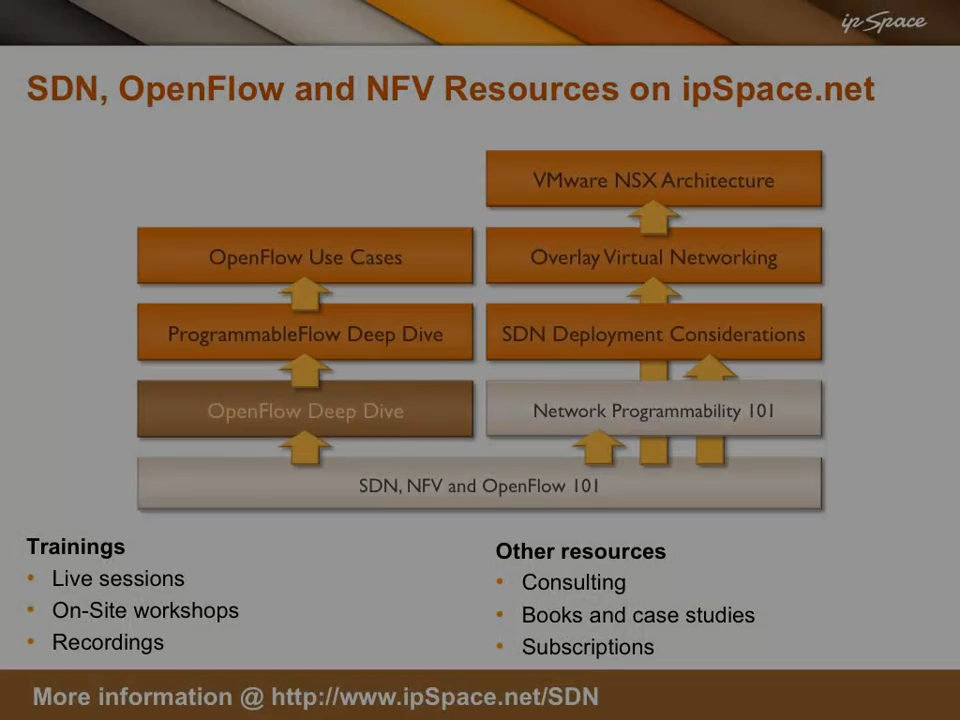 ipSpace
SDN, OpenFlow and NFV Resources on ipSpace.net
VMware NSX Architecture
OpenFlow Use Cases
Overlay Virtual Networking
ProgrammableFlow Deep Dive
SDN Deployment Considerations
OpenFlow Deep Dive
Network Programmability 101
SDN, NFV and OpenFlow 101
Trainings
• Live sessions
• On-Site workshops
• Recordings
Other resources
• Consulting
• Books and case studies
• Subscriptions
More information @ http://www.ipSpace.net/SDN